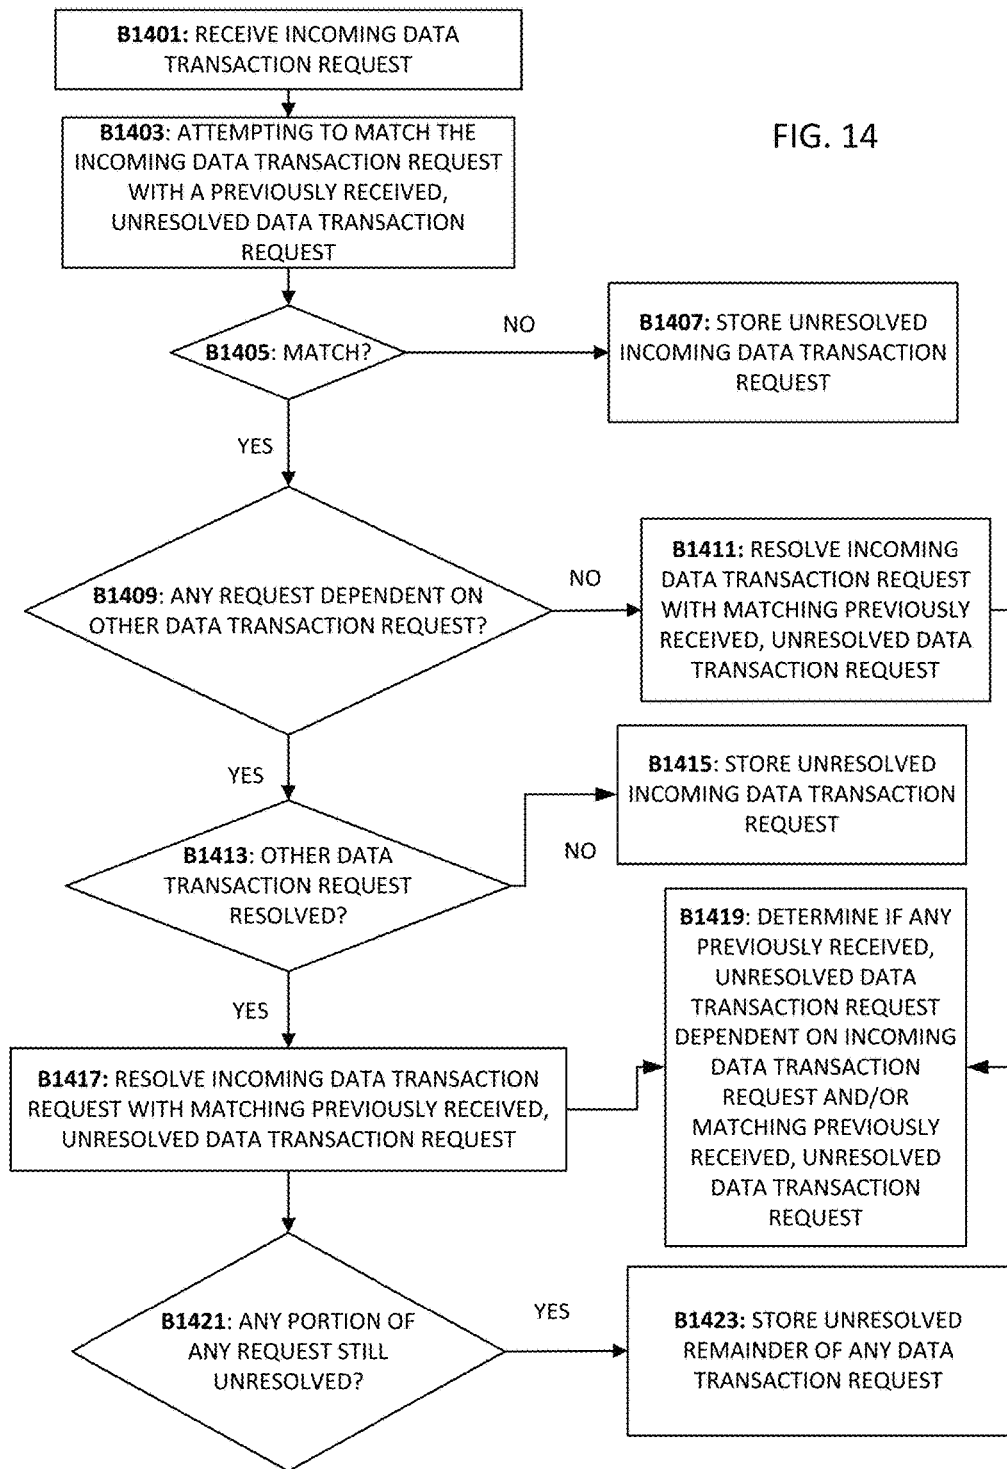 B1401: RECEIVE INCOMING DATA
TRANSACTION REQUEST
B1403: ATTEMPTING TO MATCH THE
INCOMING DATA TRANSACTION REQUEST
WITH A PREVIOUSLY RECEIVED,
UNRESOLVED DATA TRANSACTION
REQUEST
FIG. 14
B1405: MATCH?
NO
B1407: STORE UNRESOLVED
INCOMING DATA TRANSACTION
REQUEST
YES
B1409: ANY REQUEST DEPENDENT ON
OTHER DATA TRANSACTION REQUEST?
NO
B1411: RESOLVE INCOMING
DATA TRANSACTION REQUEST
WITH MATCHING PREVIOUSLY
RECEIVED, UNRESOLVED DATA
TRANSACTION REQUEST
YES
B1413: OTHER DATA
TRANSACTION REQUEST
RESOLVED?
NO
B1415: STORE UNRESOLVED
INCOMING DATA TRANSACTION
REQUEST
YES
B1417: RESOLVE INCOMING DATA TRANSACTION
REQUEST WITH MATCHING PREVIOUSLY RECEIVED,
UNRESOLVED DATA TRANSACTION REQUEST
B1419: DETERMINE IF ANY
PREVIOUSLY RECEIVED,
UNRESOLVED DATA
TRANSACTION REQUEST
DEPENDENT ON INCOMING
DATA TRANSACTION
REQUEST AND/OR
MATCHING PREVIOUSLY
RECEIVED, UNRESOLVED
DATA TRANSACTION
REQUEST
B1421: ANY PORTION OF
ANY REQUEST STILL
UNRESOLVED?
YES
B1423: STORE UNRESOLVED
REMAINDER OF ANY DATA
TRANSACTION REQUEST